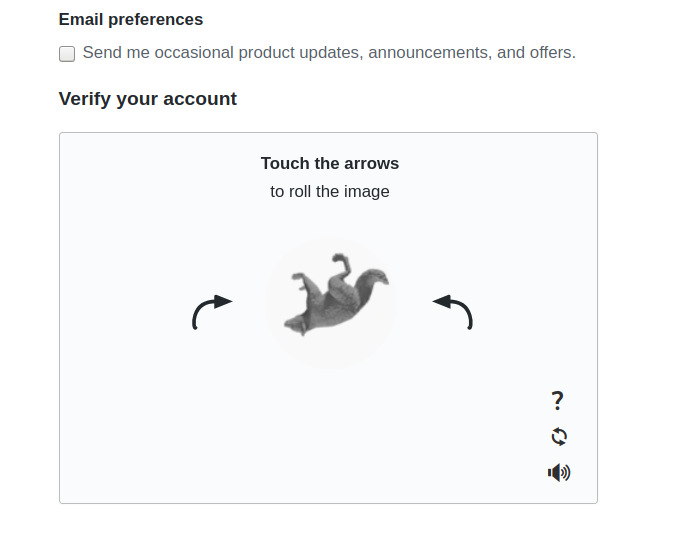 Email preferences
Send me occasional product updates, announcements, and offers.
Verify your account
Touch the arrows
to roll the image
?